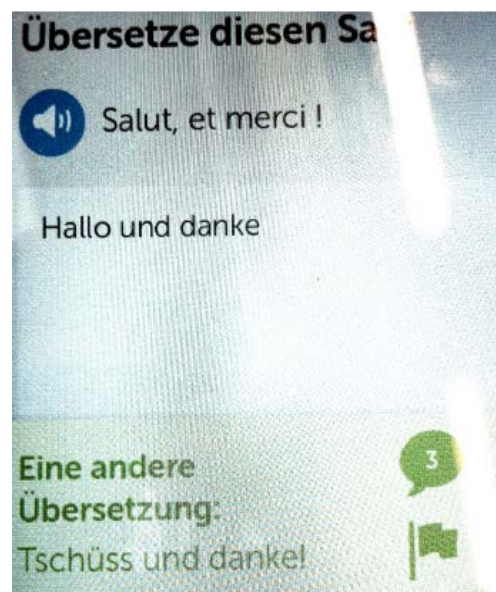 Übersetze diesen Sa
Salut, et merci !
Hallo und danke
3
Eine andere
Übersetzung:
Tschüss und danke!